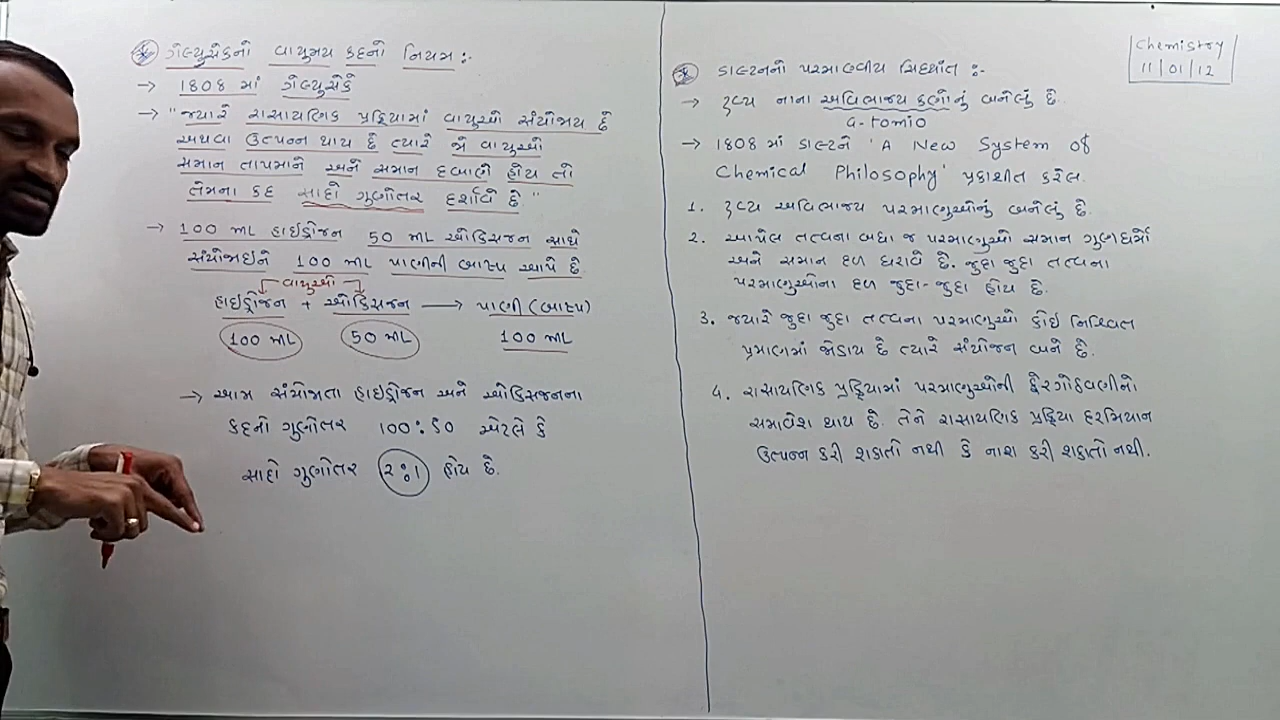 ગેલ્યુસેકનો વાયુમય કદનો નિયમ :-
→ 1808 માં ગેલ્યુસેકે
→ "જ્યારે રાસાયણિક પ્રક્રિયામાં વાયુઓ સંયોજાય છે
અથવા ઉત્પન્ન થાય છે ત્યારે જો વાયુઓ
સમાન તાપમાને અને સમાન દબાણે હોય તો
તેમના કદ સાદો ગુણોતર દર્શાવે છે"
→ 100 mL હાઇડ્રોજન 50 mL ઓક્સિજન સાથે
સંયોજાઇને 100 mL પાણીની બાષ્પ આપે છે
વાયુઓ
હાઇડ્રોજન + ઓક્સિજન → પાણી (બાષ્પ)
100 mL 50 mL 100 mL
→ આમ સંયોજાતા હાઇડ્રોજન અને ઓક્સિજનના
કદનો ગુણોતર 100:50 એટલે કે
સાદો ગુણોતર 2:1 હોય છે.
Chemistry
11/01/12
ડાલ્ટનનો પરમાણ્વીય સિધ્ધાંત :-
→ દ્રવ્ય નાના અવિભાજ્ય કણોનું બનેલું છે.
a-tomio
→ 1808 માં ડાલ્ટને 'A New System of
Chemical Philosophy' પ્રકાશીત કરેલ.
1. દ્રવ્ય અવિભાજ્ય પરમાણુઓનું બનેલું છે.
2. આપેલ તત્વના બધા જ પરમાણુઓ સમાન ગુણધર્મો
અને સમાન દળ ધરાવે છે. જુદા જુદા તત્વના
પરમાણુઓના દળ જુદા-જુદા હોય છે.
3. જ્યારે જુદા જુદા તત્વના પરમાણુઓ કોઇ નિશ્ચિત
પ્રમાણમાં જોડાય છે ત્યારે સંયોજન બને છે.
4. રાસાયણિક પ્રક્રિયામાં પરમાણુઓની ફેરગોઠવણીનો
સમાવેશ થાય છે. તેને રાસાયણિક પ્રક્રિયા દરમિયાન
ઉત્પન્ન કરી શકાતો નથી કે નાશ કરી શકાતો નથી.